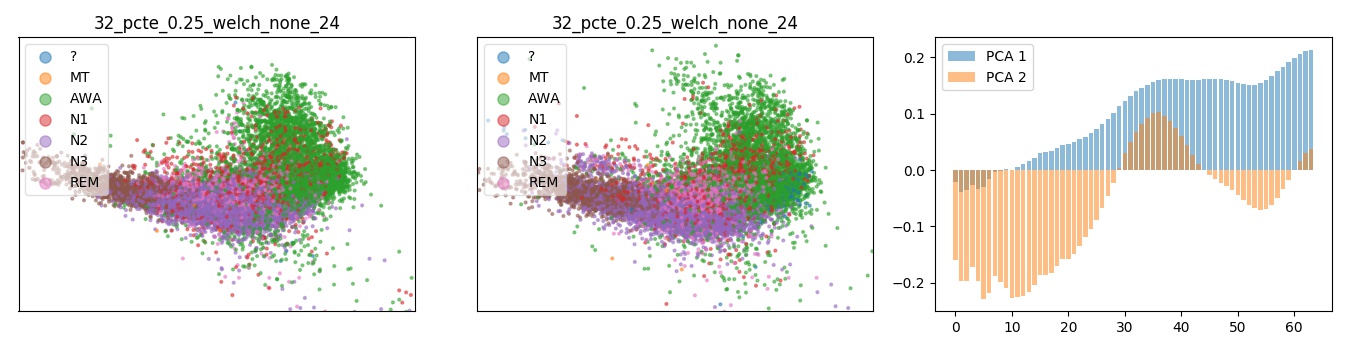 32_pcte_0.25_welch_none_24
?
MT
AWA
N1
N2
N3
REM
32_pcte_0.25_welch_none_24
?
MT
AWA
N1
N2
N3
REM
PCA 1
PCA 2
0.2
0.1
0.0
−0.1
−0.2
0 10 20 30 40 50 60